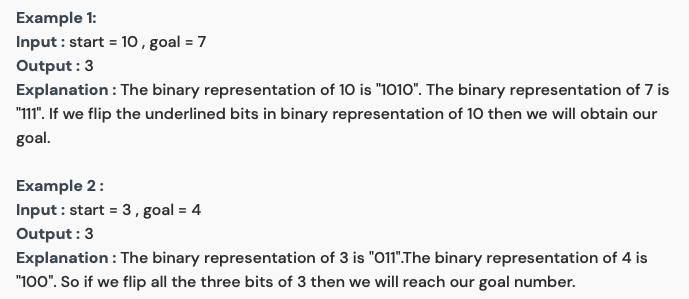 Example 1:
Input : start = 10 , goal = 7
Output : 3
Explanation : The binary representation of 10 is "1010". The binary representation of 7 is
"111". If we flip the underlined bits in binary representation of 10 then we will obtain our
goal.
Example 2 :
Input : start = 3 , goal = 4
Output : 3
Explanation : The binary representation of 3 is "011".The binary representation of 4 is
"100". So if we flip all the three bits of 3 then we will reach our goal number.